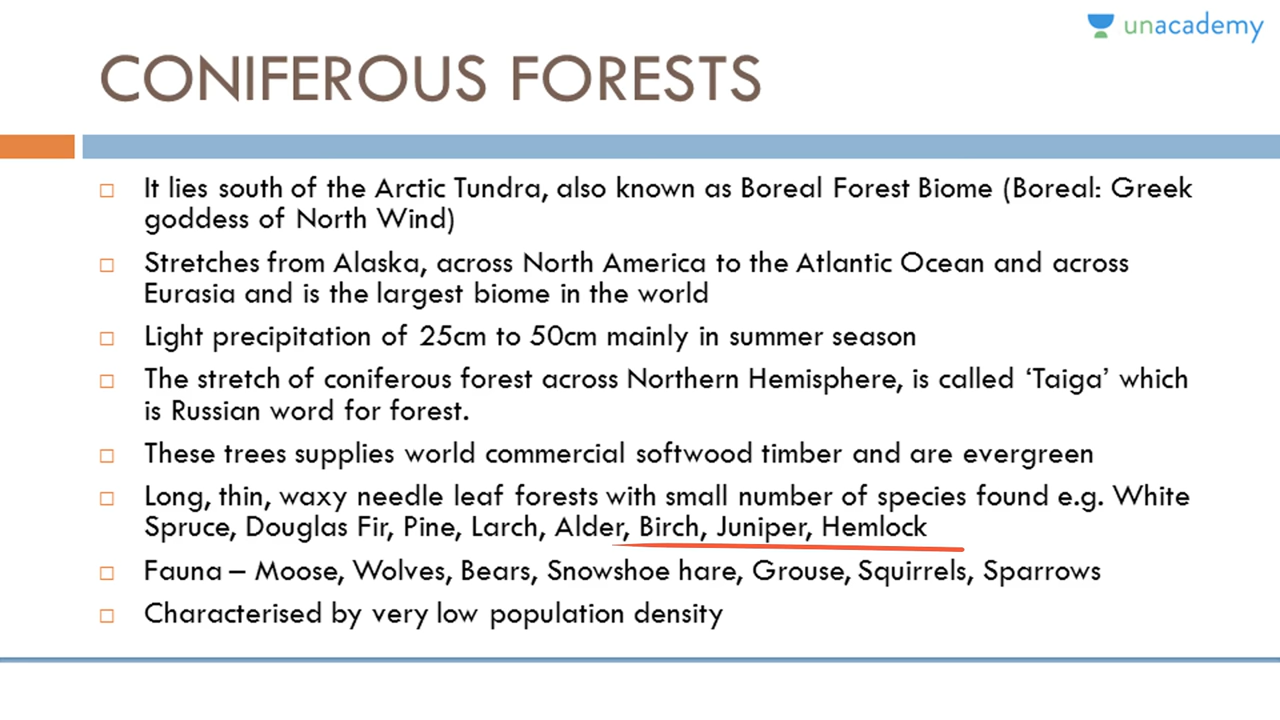 unacademy
CONIFEROUS FORESTS
It lies south of the Arctic Tundra, also known as Boreal Forest Biome (Boreal: Greek
goddess of North Wind)
Stretches from Alaska, across North America to the Atlantic Ocean and across
Eurasia and is the largest biome in the world
Light precipitation of 25cm to 50cm mainly in summer season
The stretch of coniferous forest across Northern Hemisphere, is called ‘Taiga’ which
is Russian word for forest.
These trees supplies world commercial softwood timber and are evergreen
Long, thin, waxy needle leaf forests with small number of species found e.g. White
Spruce, Douglas Fir, Pine, Larch, Alder, Birch, Juniper, Hemlock
Fauna – Moose, Wolves, Bears, Snowshoe hare, Grouse, Squirrels, Sparrows
Characterised by very low population density